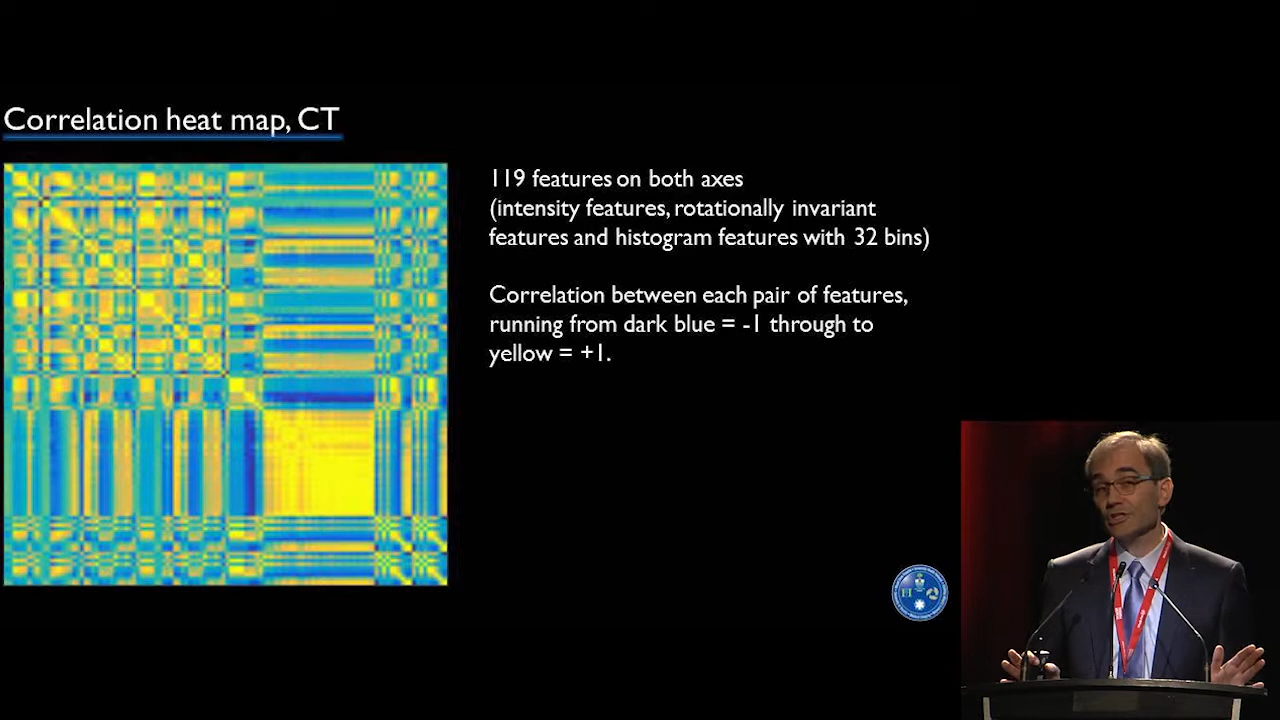 Correlation heat map, CT
119 features on both axes
(intensity features, rotationally invariant
features and histogram features with 32 bins)
Correlation between each pair of features,
running from dark blue = -1 through to
yellow = +1.